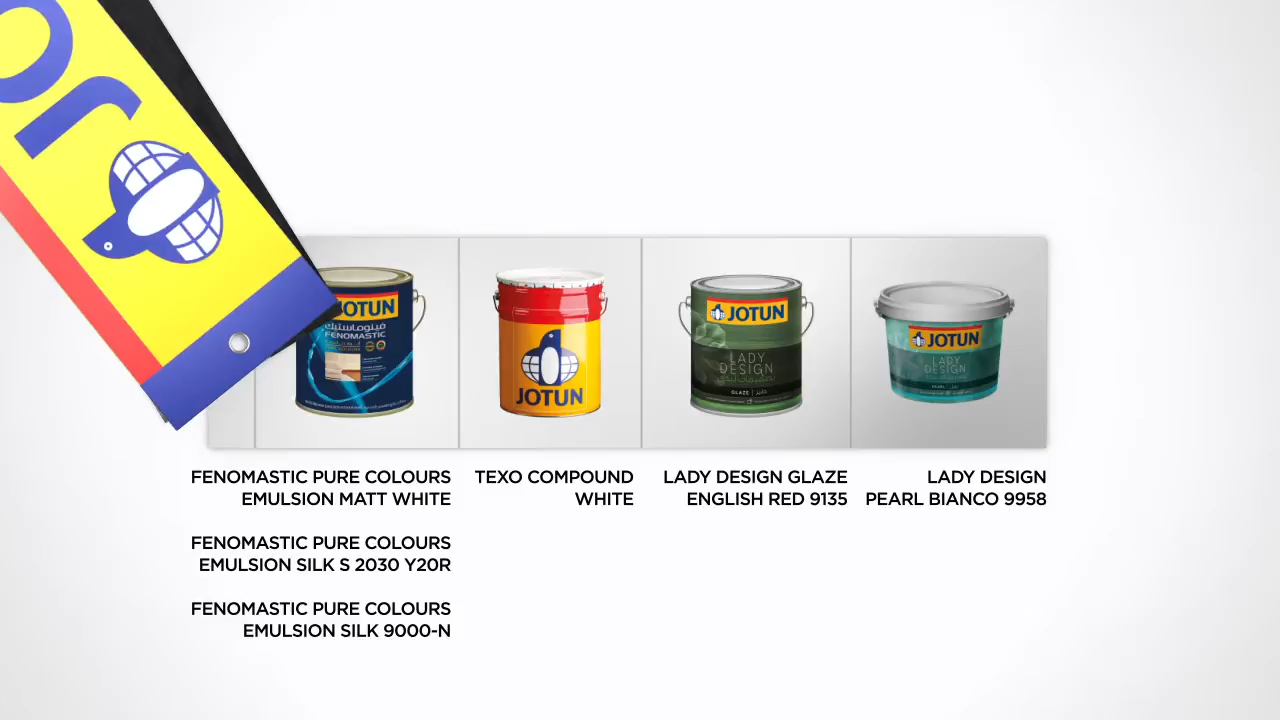 JOTUN
فينوماستيك
FENOMASTIC
JOTUN
JOTUN
LADY
DESIGN
GLAZE
JOTUN
LADY
DESIGN
PEARL
FENOMASTIC PURE COLOURS
EMULSION MATT WHITE
FENOMASTIC PURE COLOURS
EMULSION SILK S 2030 Y20R
FENOMASTIC PURE COLOURS
EMULSION SILK 9000-N
TEXO COMPOUND
WHITE
LADY DESIGN GLAZE
ENGLISH RED 9135
LADY DESIGN
PEARL BIANCO 9958